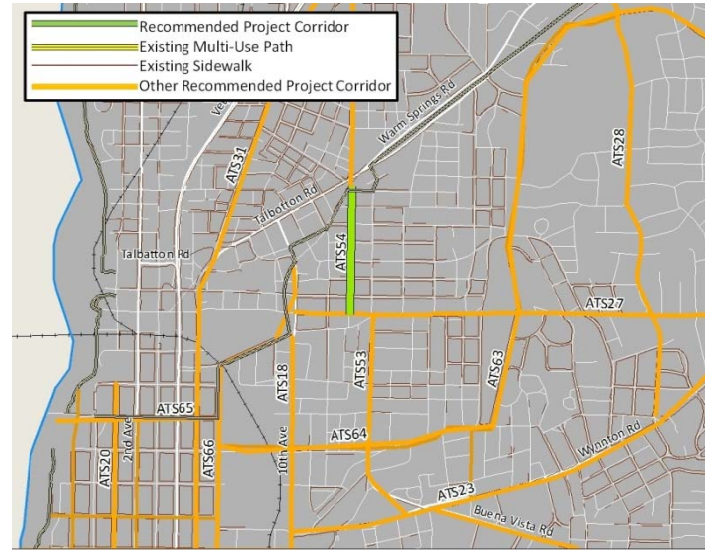 Recommended Project Corridor
Existing Multi-Use Path
Existing Sidewalk
Other Recommended Project Corridor
Warm Springs Rd
ATS28
ATS31
Talbotton Rd
ATS54
Talbatton Rd
ATS27
ATS18
ATS53
ATS63
ATS65
ATS20
2nd Ave
ATS66
10th Ave
ATS64
Wynnton Rd
ATS23
Buena Vista Rd